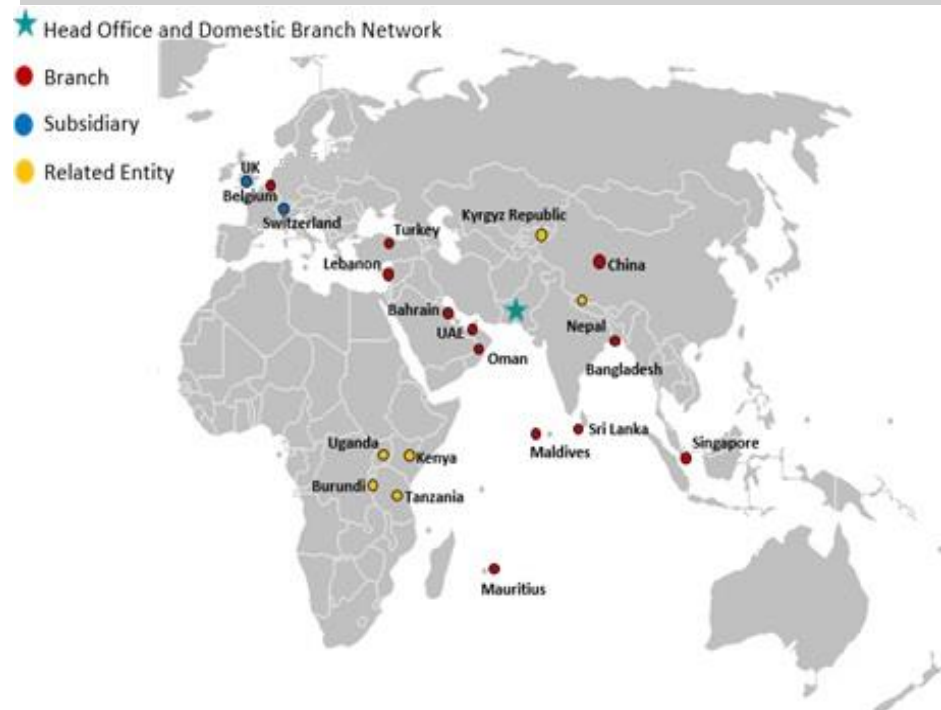 Head Office and Domestic Branch Network
Branch
Subsidiary
Related Entity
UK
Belgium
Switzerland
Turkey
Kyrgyz Republic
Lebanon
China
Bahrain
UAE
Oman
Nepal
Bangladesh
Sri Lanka
Maldives
Singapore
Uganda
Kenya
Burundi
Tanzania
Mauritius